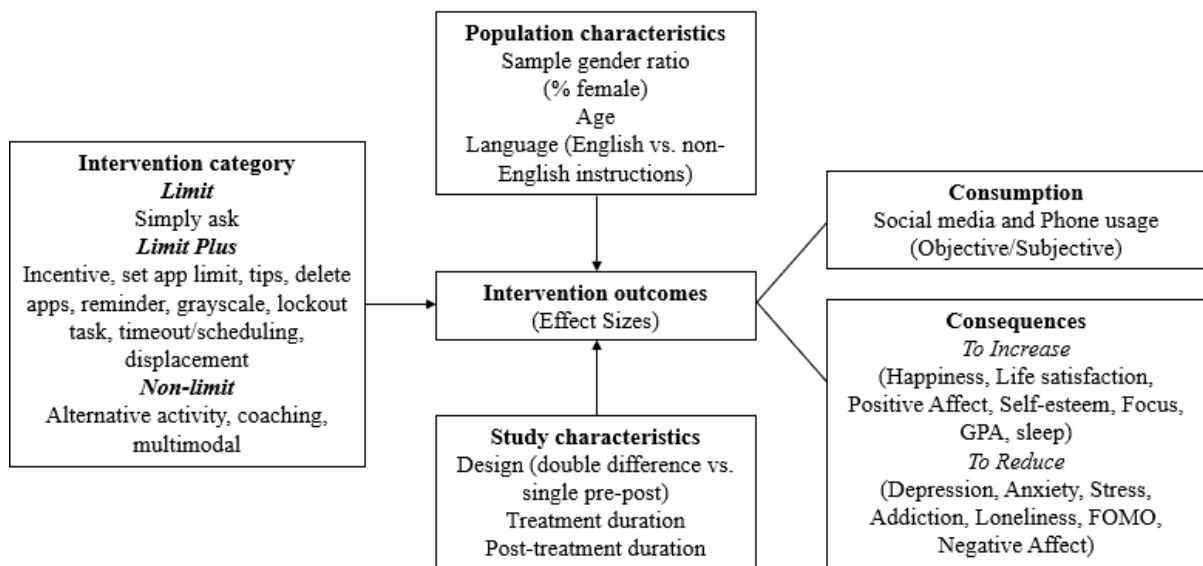 Population characteristics
Sample gender ratio
(% female)
Age
Language (English vs. non-
English instructions)
Intervention category
Limit
Simply ask
Limit Plus
Incentive, set app limit, tips, delete
apps, reminder, grayscale, lockout
task, timeout/scheduling,
displacement
Non-limit
Alternative activity, coaching,
multimodal
Intervention outcomes
(Effect Sizes)
Study characteristics
Design (double difference vs.
single pre-post)
Treatment duration
Post-treatment duration
Consumption
Social media and Phone usage
(Objective/Subjective)
Consequences
To Increase
(Happiness, Life satisfaction,
Positive Affect, Self-esteem, Focus,
GPA, sleep)
To Reduce
(Depression, Anxiety, Stress,
Addiction, Loneliness, FOMO,
Negative Affect)